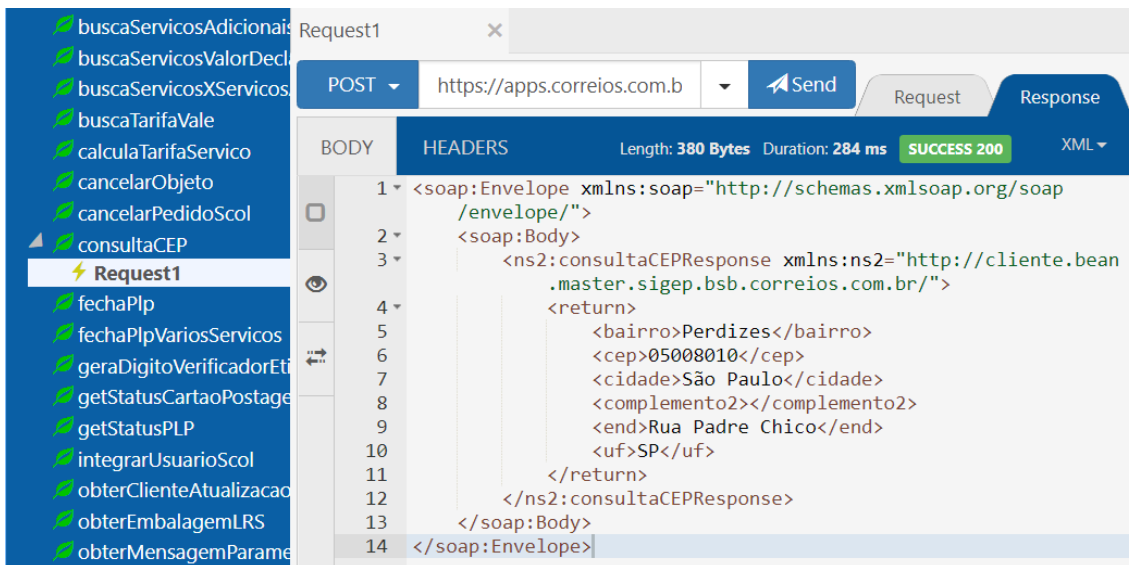 buscaServicosAdicionais
buscaServicosValorDecl
buscaServicosXServicos
buscaTarifaVale
calculaTarifaServico
cancelarObjeto
cancelarPedidoScol
consultaCEP
Request1
fechaPlp
fechaPlpVariosServicos
geraDigitoVerificadorEti
getStatusCartaoPostage
getStatusPLP
integrarUsuarioScol
obterClienteAtualizacao
obterEmbalagemLRS
obterMensagemParame
Request1 ×
POST https://apps.correios.com.b Send Request Response
BODY HEADERS Length: 380 Bytes Duration: 284 ms SUCCESS 200 XML
1 <soap:Envelope xmlns:soap="http://schemas.xmlsoap.org/soap
/envelope/">
2 <soap:Body>
3 <ns2:consultaCEPResponse xmlns:ns2="http://cliente.bean
.master.sigep.bsb.correios.com.br/">
4 <return>
5 <bairro>Perdizes</bairro>
6 <cep>05008010</cep>
7 <cidade>São Paulo</cidade>
8 <complemento2></complemento2>
9 <end>Rua Padre Chico</end>
10 <uf>SP</uf>
11 </return>
12 </ns2:consultaCEPResponse>
13 </soap:Body>
14 </soap:Envelope>